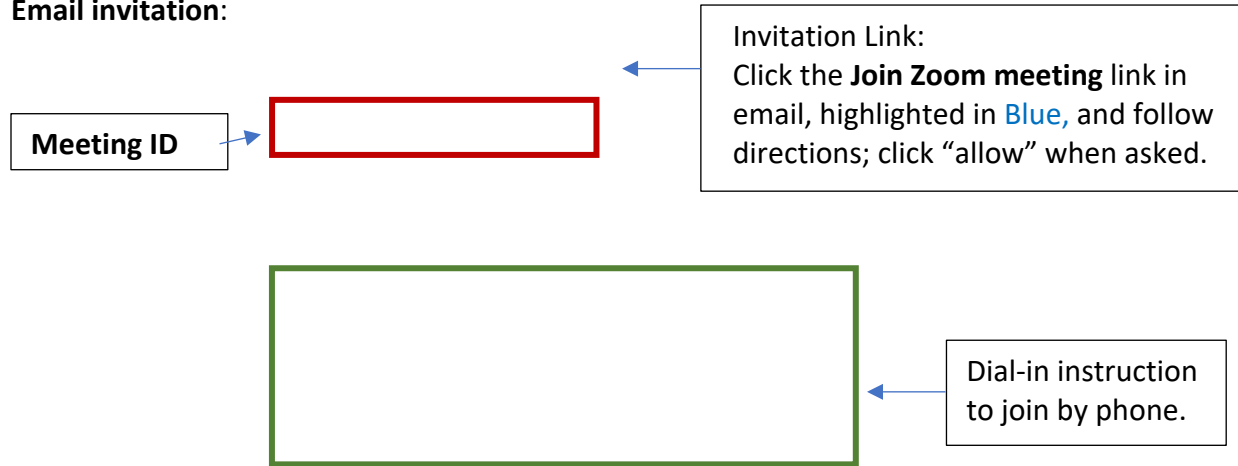 Email invitation:
Invitation Link:
Click the Join Zoom meeting link in
email, highlighted in Blue, and follow
directions; click “allow” when asked.
Meeting ID
Dial-in instruction
to join by phone.